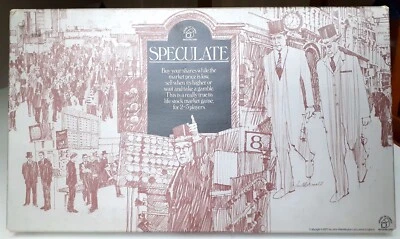 SPECULATE
Buy your shares while the
market price is low,
sell when its higher or
wait and take a gamble.
This is a really true to
life stock market game,
for 2-5 players.
8